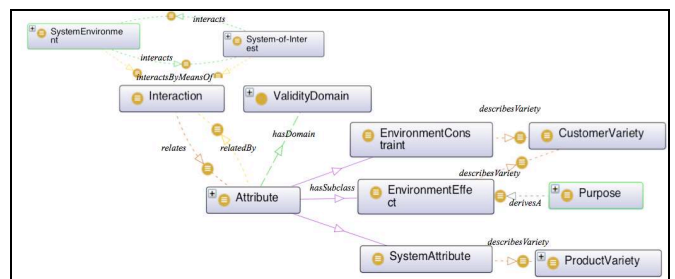 interacts
SystemEnvironme
nt
System-of-Inter
est
interacts
interactsByMeansOf
Interaction
ValidityDomain
describesVariety
hasDomain
EnvironmentCons
traint
CustomerVariety
relates
relatedBy
describesVariety
hasSubclass
EnvironmentEffe
ct
Purpose
derivesA
Attribute
describesVariety
SystemAttribute
ProductVariety